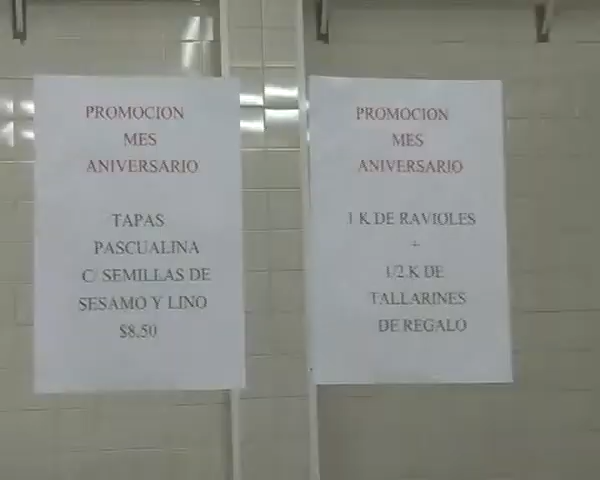 PROMOCION
MES
ANIVERSARIO
TAPAS
PASCUALINA
C/ SEMILLAS DE
SESAMO Y LINO
$8,50
PROMOCION
MES
ANIVERSARIO
1 K DE RAVIOLES
+
1/2 K DE
TALLARINES
DE REGALO